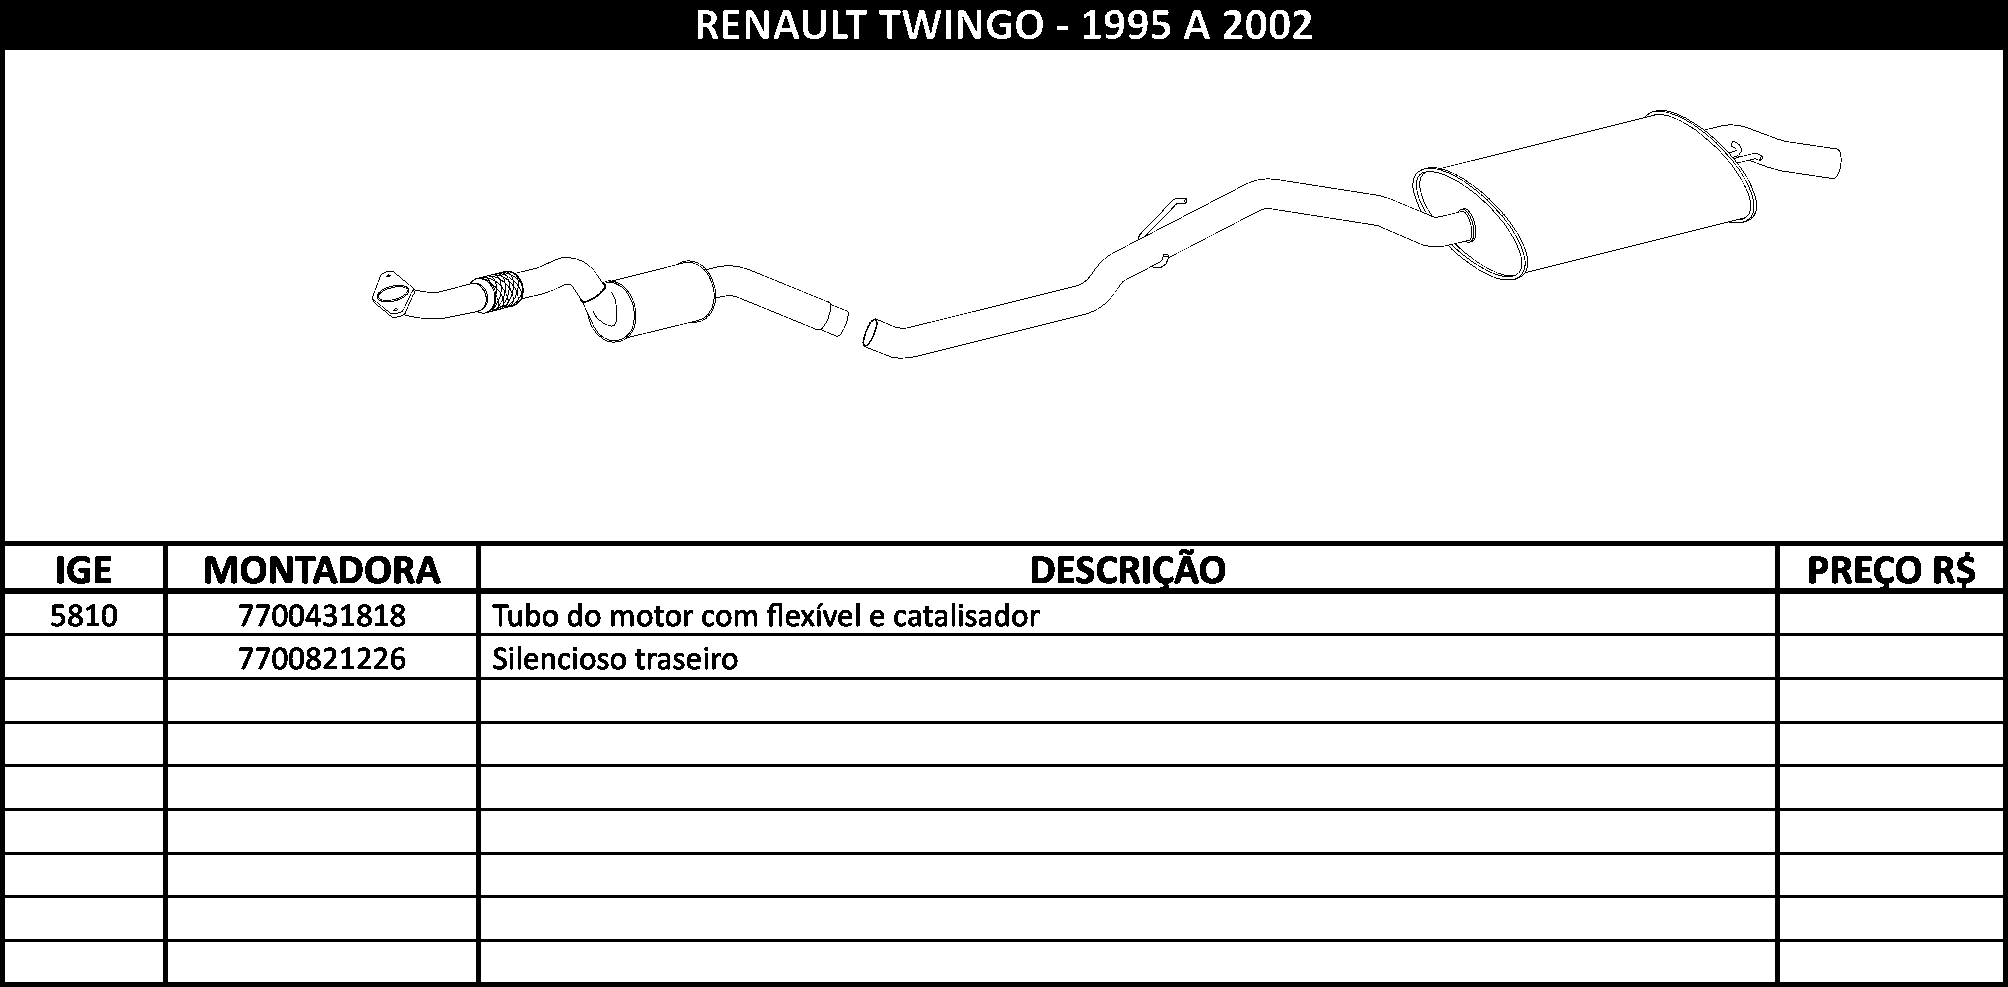 RENAULT TWINGO - 1995 A 2002
IGE MONTADORA DESCRIÇÃO PREÇO R$
5810 7700431818 Tubo do motor com flexível e catalisador
7700821226 Silencioso traseiro